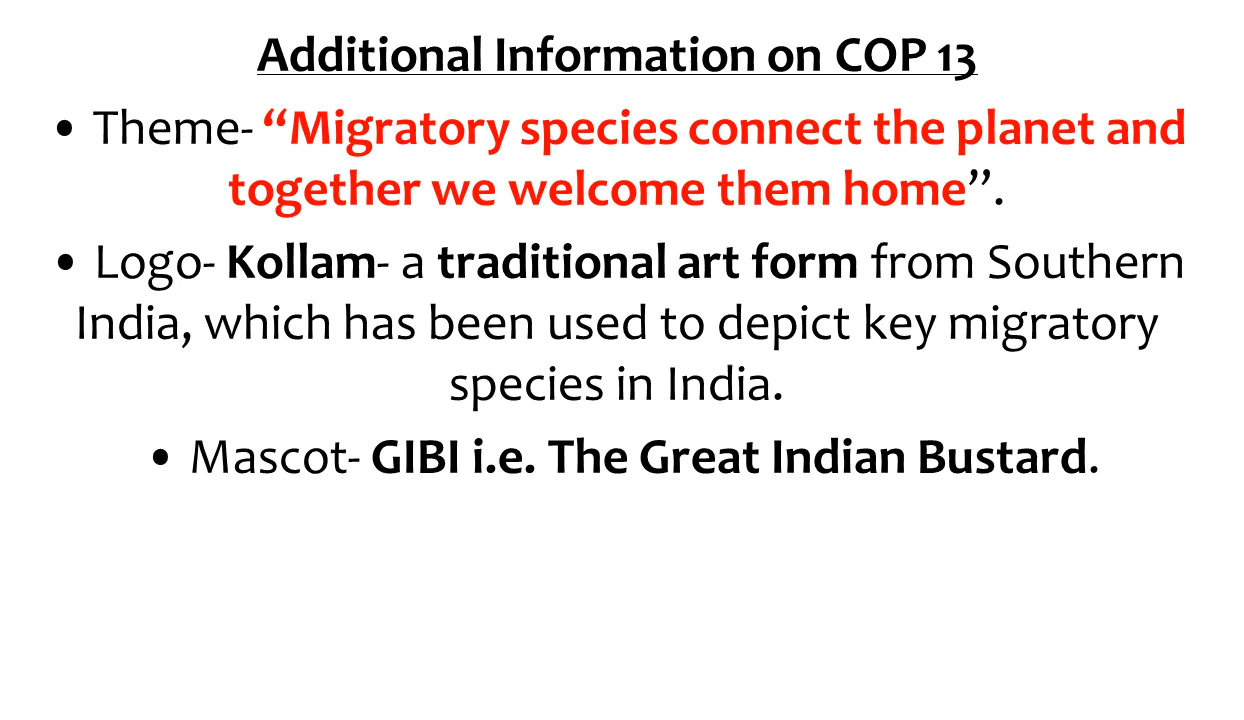 Additional Information on COP 13
• Theme- “Migratory species connect the planet and
together we welcome them home”.
• Logo- Kollam- a traditional art form from Southern
India, which has been used to depict key migratory
species in India.
• Mascot- GIBI i.e. The Great Indian Bustard.